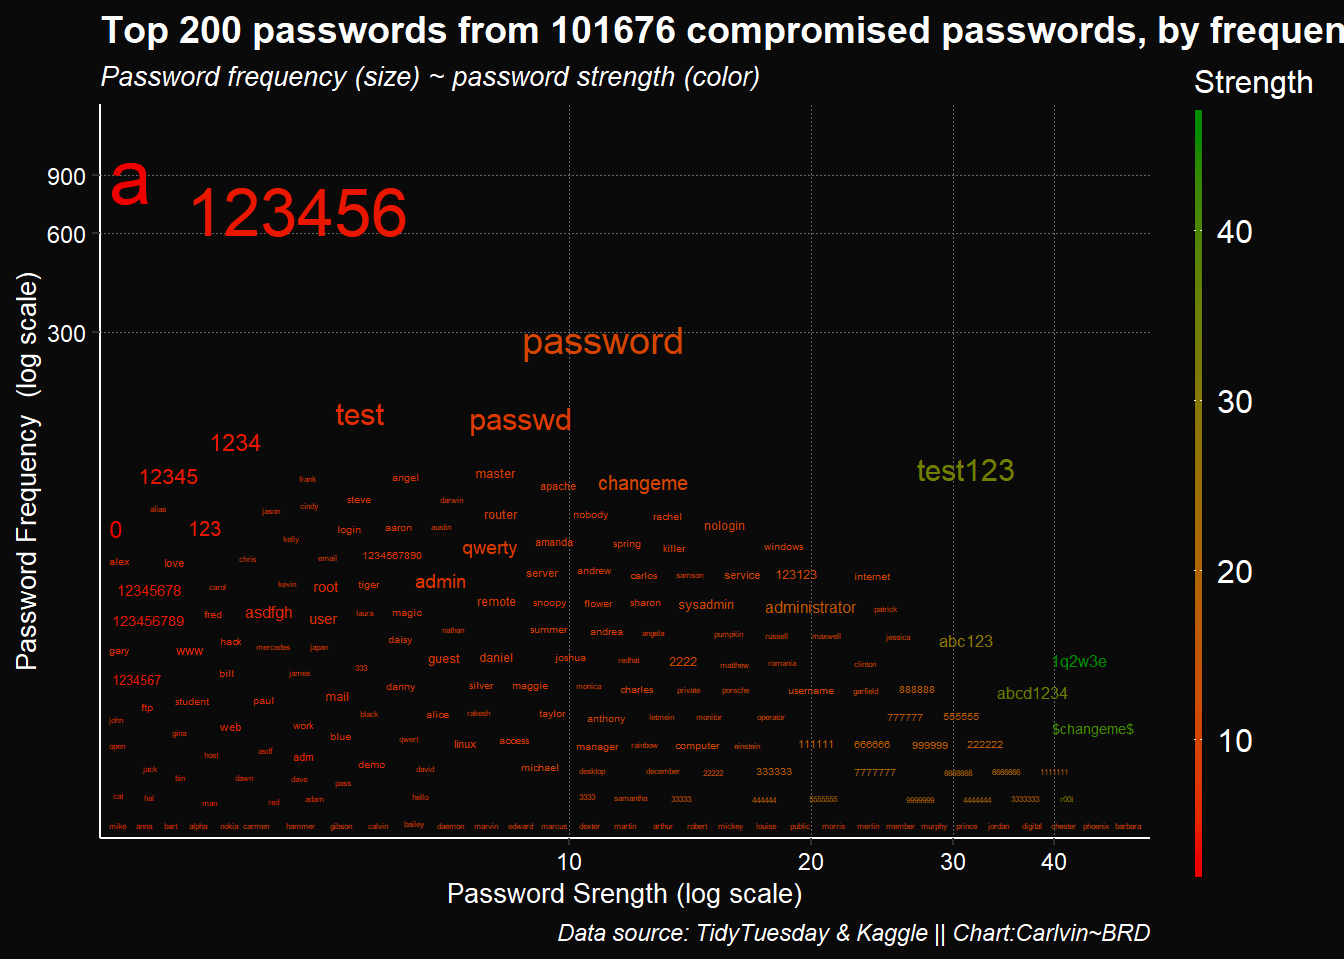 Top 200 passwords from 101676 compromised passwords, by frequen
Password frequency (size) ~ password strength (color)
Strength
900
a
123456
600
40
Password Frequency (log scale)
300
password
30
test
passwd
1234
12345
frank
angel
master
apache
changeme
test123
alias
jason
cindy
steve
darwin
router
nobody
rachel
0
123
login
aaron
austin
nologin
kelly
qwerty
amanda
spring
killer
windows
alex
love
chris
email
1234567890
20
12345678
carol
kevin
root
tiger
admin
server
andrew
carlos
samson
service
123123
internet
123456789
fred
asdfgh
user
laura
magic
remote
snoopy
flower
sharon
sysadmin
administrator
patrick
gary
www
hack
mercedes
japan
daisy
nathan
summer
andrea
angela
pumpkin
russell
maxwell
jessica
abc123
1q2w3e
1234567
bill
james
333
guest
daniel
joshua
redhat
2222
matthew
romania
clinton
ftp
student
paul
mail
danny
silver
maggie
monica
charles
private
porsche
username
garfield
888888
abcd1234
john
gina
web
work
blue
black
alice
rakesh
taylor
anthony
letmein
monitor
operator
777777
555555
$changeme$
open
host
asdf
adm
qwert
linux
access
manager
rainbow
computer
einstein
111111
666666
999999
222222
10
jack
bin
dawn
dave
pass
demo
david
michael
desktop
december
22222
333333
7777777
8888888
6666666
1111111
cat
hal
man
red
adam
hello
3333
samantha
33333
444444
5555555
9999999
4444444
3333333
r00t
mike
anna
bart
alpha
nokia
carmen
hammer
gibson
calvin
bailey
daemon
marvin
edward
marcus
dexter
martin
arthur
robert
mickey
louise
public
morris
merlin
member
murphy
prince
jordan
digital
chester
phoenix
barbara
10
20
30
40
Password Srength (log scale)
Data source: TidyTuesday & Kaggle || Chart:Carlvin~BRD